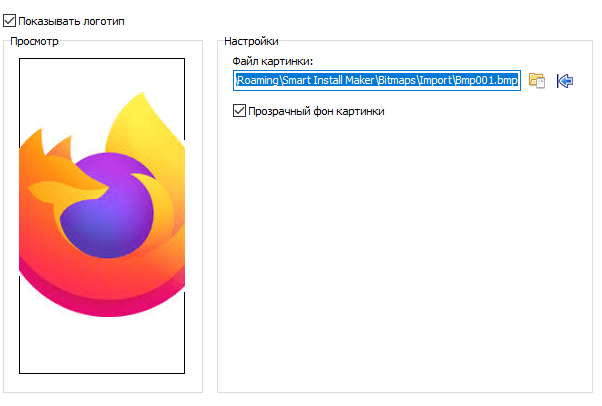 Показывать логотип
Просмотр
Настройки
Файл картинки:
\Roaming\Smart Install Maker\Bitmaps\Import\Bmp001.bmp
Прозрачный фон картинки